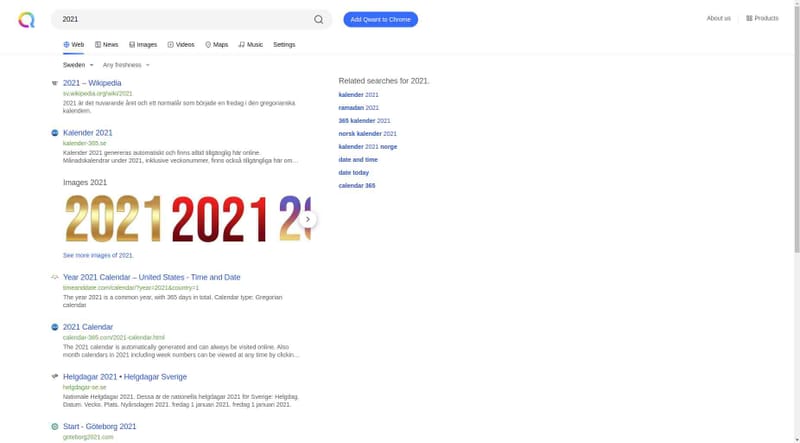 2021
Add Qwant to Chrome
About us
Products
Web
News
Images
Videos
Maps
Music
Settings
Sweden
Any freshness
2021 – Wikipedia
sv.wikipedia.org/wiki/2021
2021 är det nuvarande året och ett normalår som började en fredag i den gregorianska
kalendern.
Kalender 2021
kalender-365.se
Kalender 2021 genereras automatiskt och finns alltid tillgänglig här online.
Månadskalendrar under 2021, inklusive veckonummer, finns också tillgängliga här om…
Images 2021
2021
2021
See more images of 2021.
Year 2021 Calendar – United States - Time and Date
timeanddate.com/calendar/?year=2021&country=1
The year 2021 is a common year, with 365 days in total. Calendar type: Gregorian
calendar
2021 Calendar
calendar-365.com/2021-calendar.html
The 2021 calendar is automatically generated and can always be visited online. Also
month calendars in 2021 including week numbers can be viewed at any time by clickin…
Helgdagar 2021 • Helgdagar Sverige
helgdagar-se.se
Nationale Helgdagar 2021. Dessa är de nationella helgdagar 2021 för Sverige: Helgdag.
Datum. Vecka. Plats. Nyårsdagen 2021. fredag 1 januari 2021. fredag 1 januari 2021.
Start - Göteborg 2021
goteborg2021.com
Related searches for 2021.
kalender 2021
ramadan 2021
365 kalender 2021
norsk kalender 2021
kalender 2021 norge
date and time
date today
calendar 365